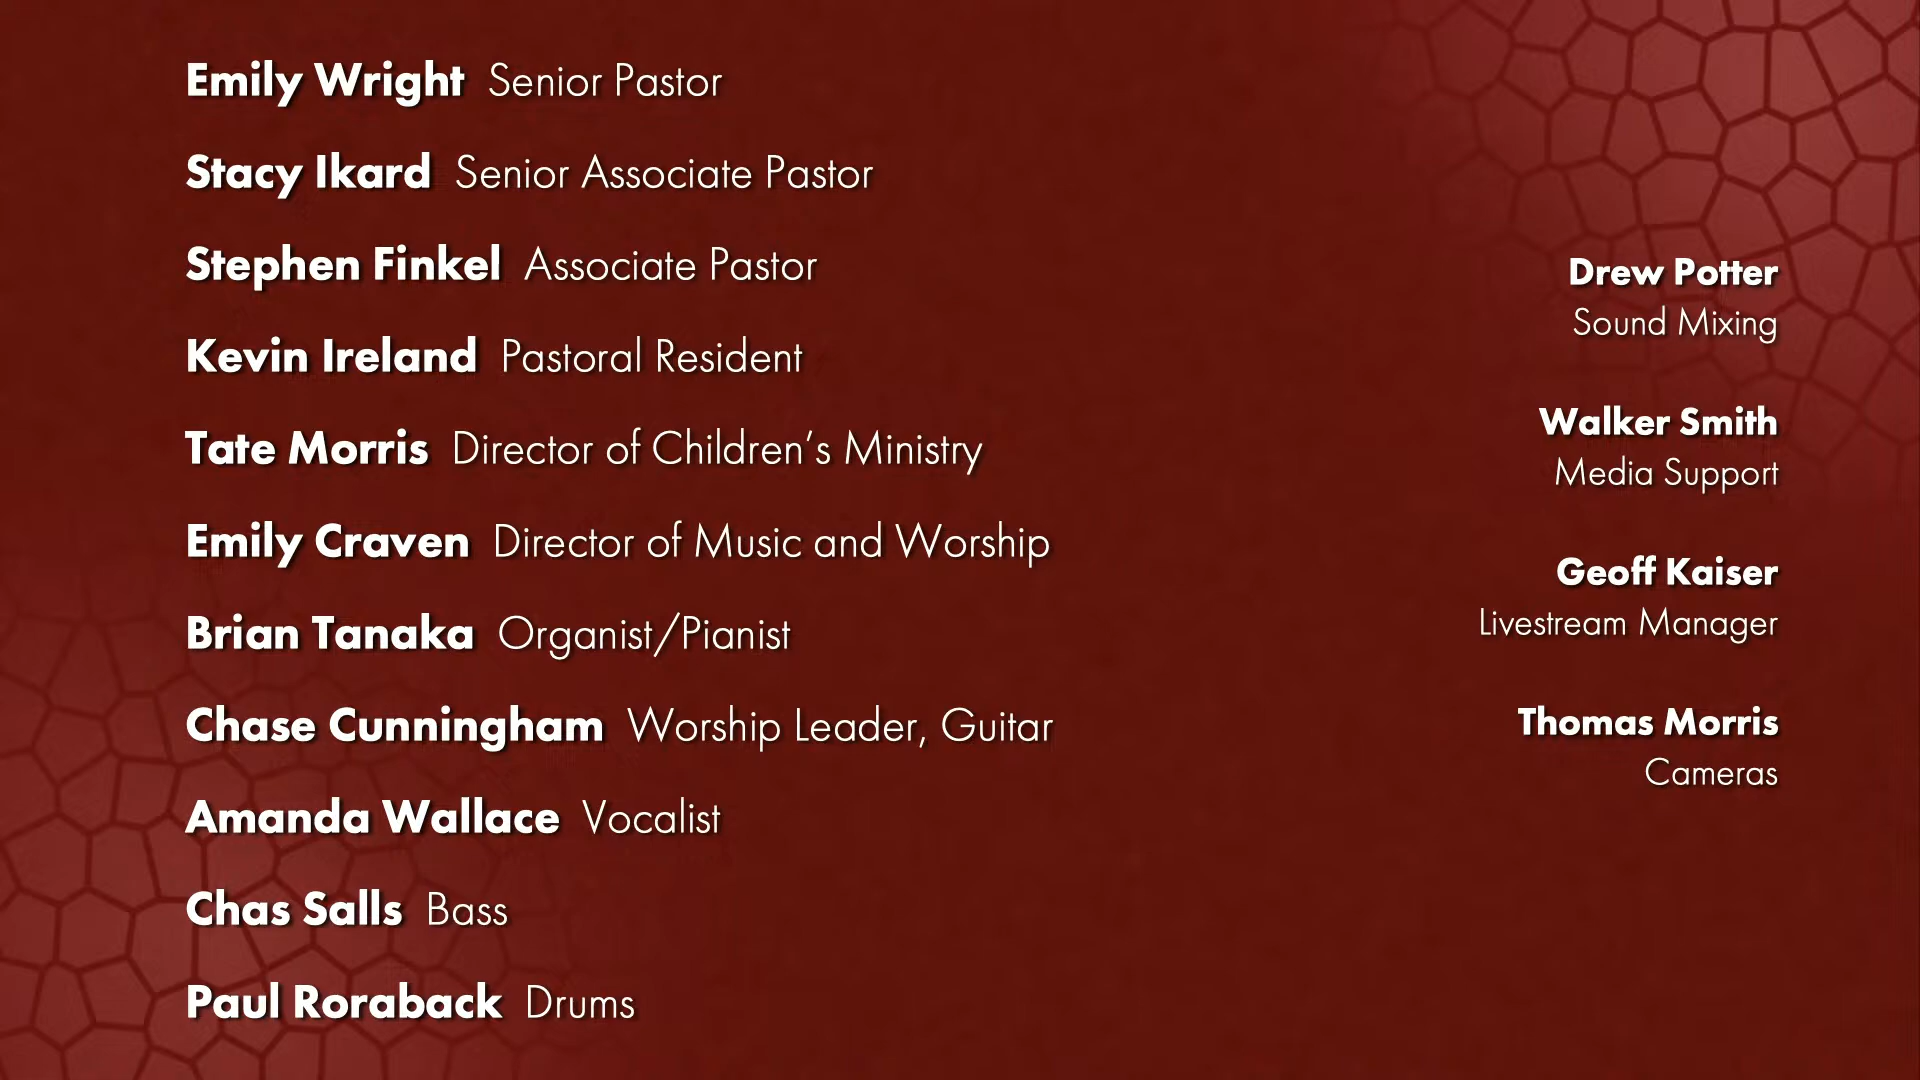 Emily Wright Senior Pastor
Stacy Ikard Senior Associate Pastor
Stephen Finkel Associate Pastor
Kevin Ireland Pastoral Resident
Tate Morris Director of Children’s Ministry
Emily Craven Director of Music and Worship
Brian Tanaka Organist/Pianist
Chase Cunningham Worship Leader, Guitar
Amanda Wallace Vocalist
Chas Salls Bass
Paul Roraback Drums
Drew Potter
Sound Mixing
Walker Smith
Media Support
Geoff Kaiser
Livestream Manager
Thomas Morris
Cameras